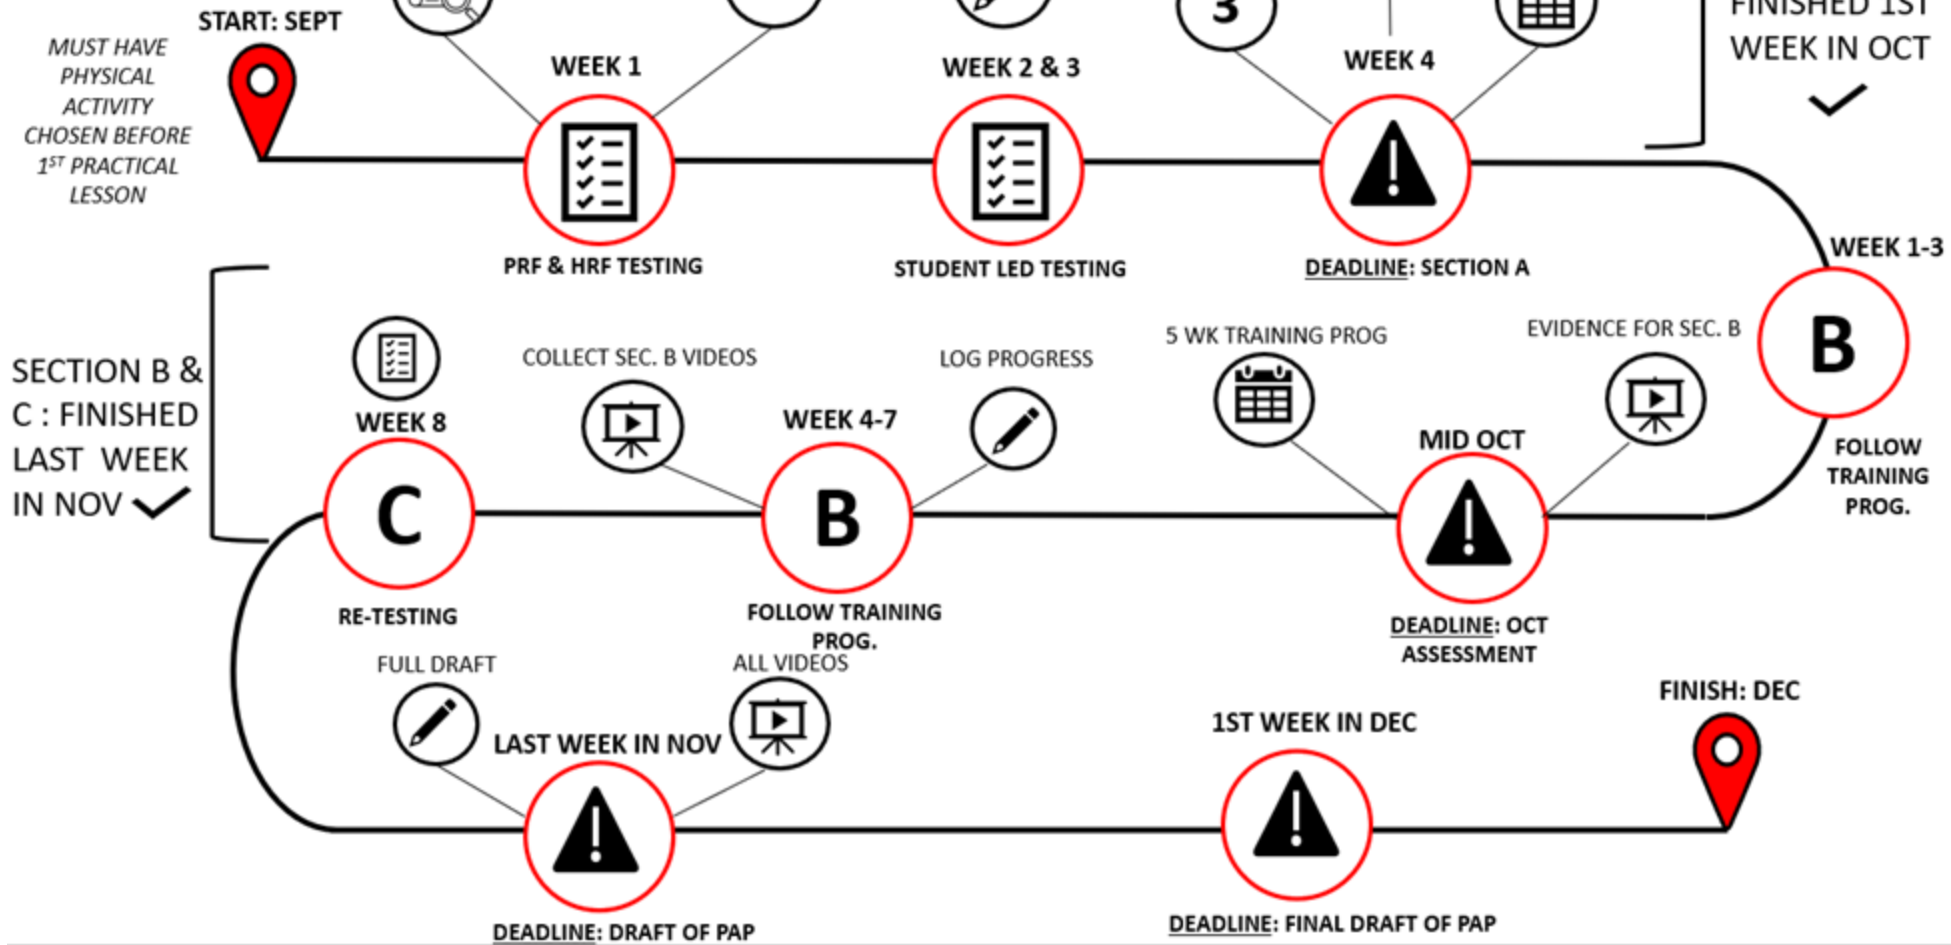 START: SEPT
MUST HAVE
PHYSICAL
ACTIVITY
CHOSEN BEFORE
1ST PRACTICAL
LESSON
WEEK 1
PRF & HRF TESTING
WEEK 2 & 3
STUDENT LED TESTING
3
WEEK 4
DEADLINE: SECTION A
FINISHED 1ST
WEEK IN OCT
WEEK 1-3
B
FOLLOW
TRAINING
PROG.
EVIDENCE FOR SEC. B
5 WK TRAINING PROG
MID OCT
DEADLINE: OCT
ASSESSMENT
LOG PROGRESS
COLLECT SEC. B VIDEOS
WEEK 4-7
B
FOLLOW TRAINING
PROG.
WEEK 8
C
RE-TESTING
SECTION B &
C : FINISHED
LAST WEEK
IN NOV
FULL DRAFT
ALL VIDEOS
LAST WEEK IN NOV
DEADLINE: DRAFT OF PAP
1ST WEEK IN DEC
DEADLINE: FINAL DRAFT OF PAP
FINISH: DEC